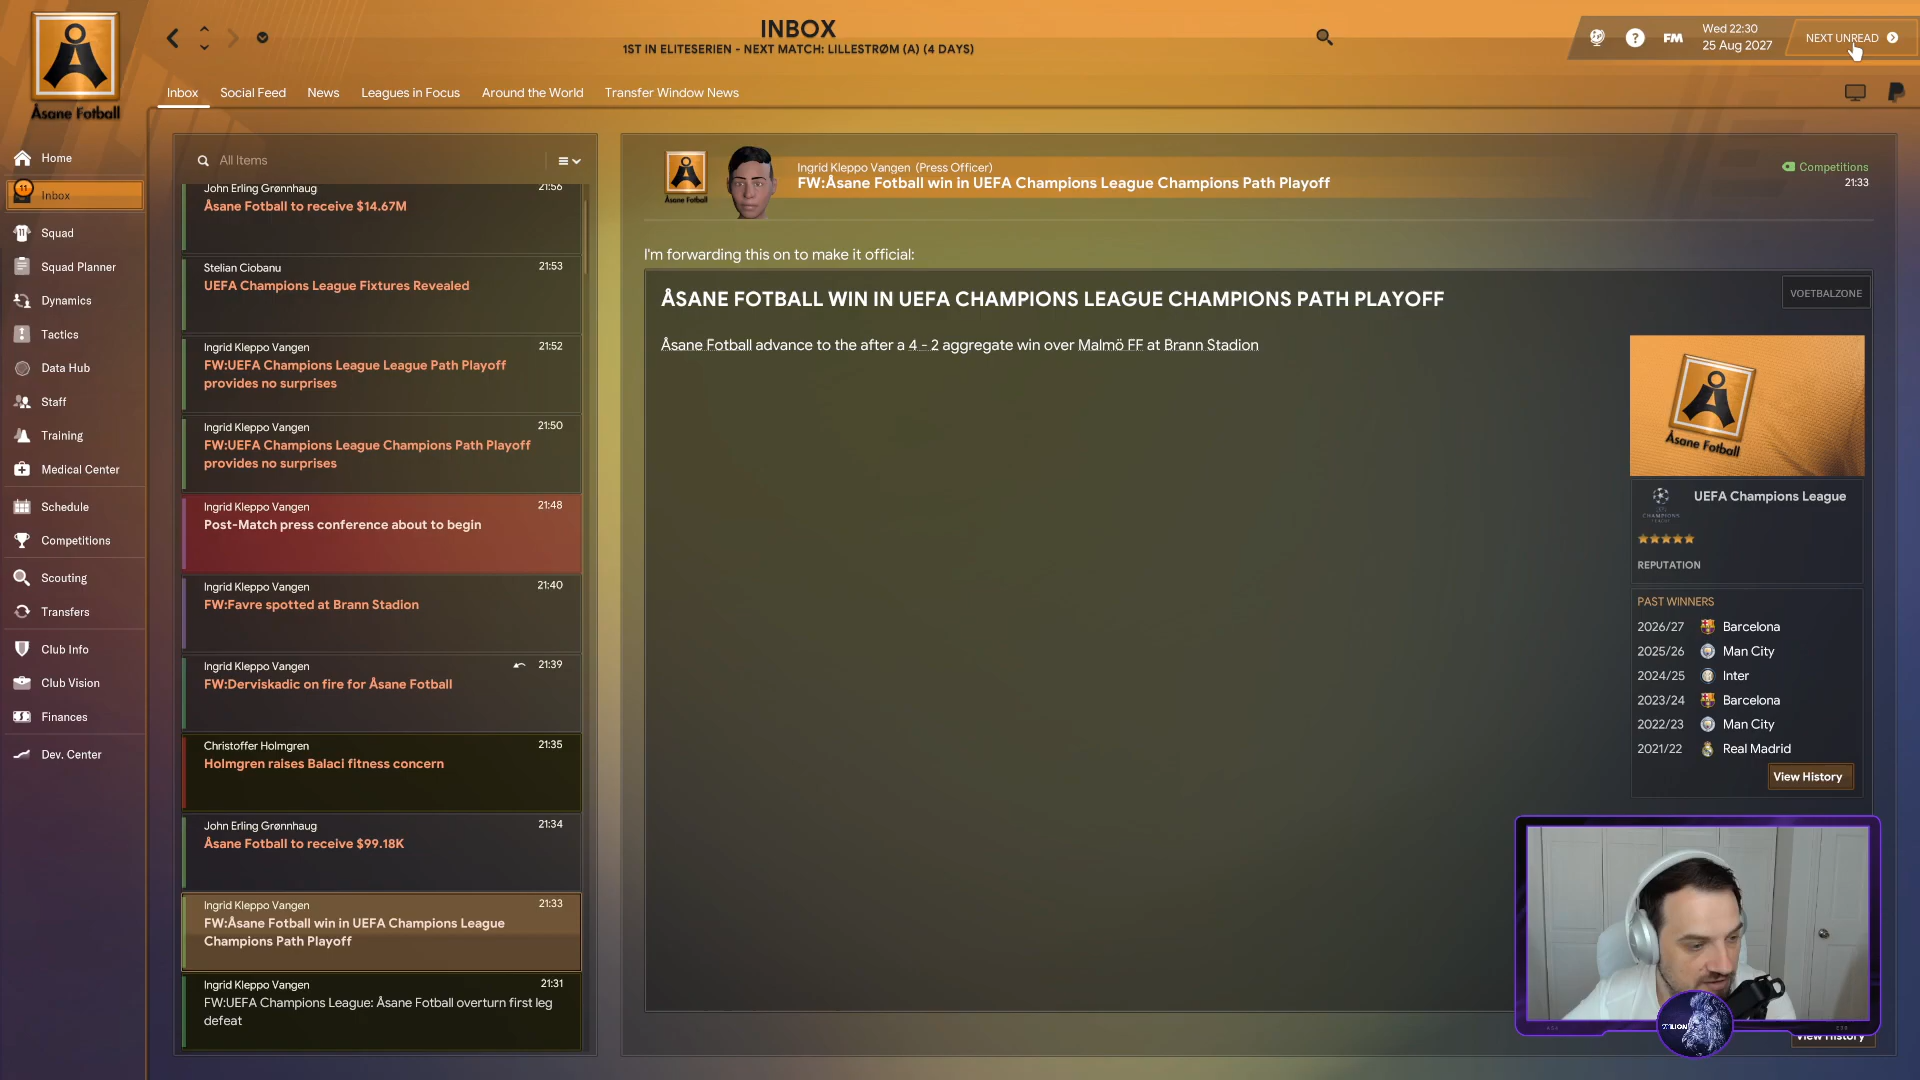 INBOX
1ST IN ELITESERIEN - NEXT MATCH: LILLESTRØM (A) (4 DAYS)
FM
Wed 22:30
25 Aug 2027
NEXT UNREAD
Åsane Fotball
Inbox
Social Feed
News
Leagues in Focus
Around the World
Transfer Window News
Home
11
Inbox
Squad
Squad Planner
Dynamics
Tactics
Data Hub
Staff
Training
Medical Center
Schedule
Competitions
Scouting
Transfers
Club Info
Club Vision
Finances
Dev. Center
All Items
John Erling Grønnhaug 21:56
Åsane Fotball to receive $14.67M
Stelian Ciobanu 21:53
UEFA Champions League Fixtures Revealed
Ingrid Kleppo Vangen 21:52
FW:UEFA Champions League League Path Playoff
provides no surprises
Ingrid Kleppo Vangen 21:50
FW:UEFA Champions League Champions Path Playoff
provides no surprises
Ingrid Kleppo Vangen 21:48
Post-Match press conference about to begin
Ingrid Kleppo Vangen 21:40
FW:Favre spotted at Brann Stadion
Ingrid Kleppo Vangen 21:39
FW:Derviskadic on fire for Åsane Fotball
Christoffer Holmgren 21:35
Holmgren raises Balaci fitness concern
John Erling Grønnhaug 21:34
Åsane Fotball to receive $99.18K
Ingrid Kleppo Vangen 21:33
FW:Åsane Fotball win in UEFA Champions League
Champions Path Playoff
Ingrid Kleppo Vangen 21:31
FW:UEFA Champions League: Åsane Fotball overturn first leg
defeat
Åsane Fotball
Ingrid Kleppo Vangen (Press Officer)
FW:Åsane Fotball win in UEFA Champions League Champions Path Playoff
Competitions
21:33
I'm forwarding this on to make it official:
ÅSANE FOTBALL WIN IN UEFA CHAMPIONS LEAGUE CHAMPIONS PATH PLAYOFF
VOETBALZONE
Åsane Fotball advance to the after a 4 - 2 aggregate win over Malmö FF at Brann Stadion
Åsane Fotball
UEFA Champions League
REPUTATION
PAST WINNERS
2026/27 Barcelona
2025/26 Man City
2024/25 Inter
2023/24 Barcelona
2022/23 Man City
2021/22 Real Madrid
View History
View History